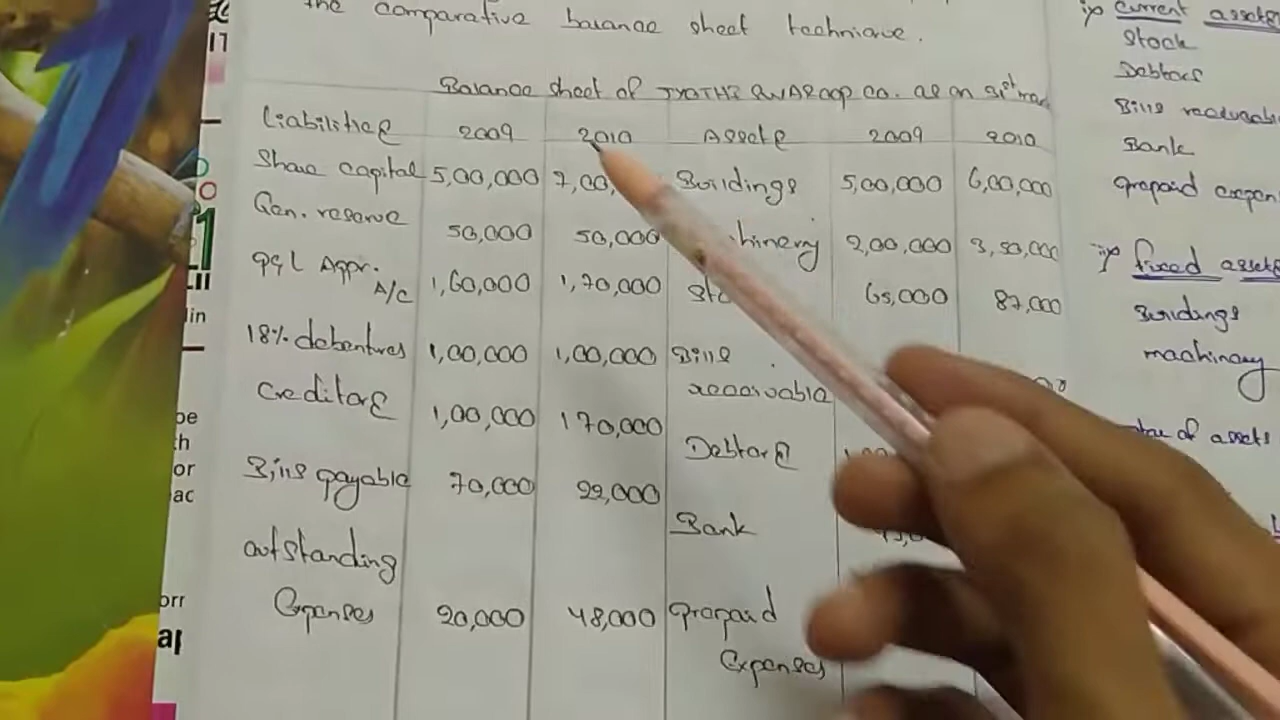 the comparative balance sheet technique.
Balance sheet of JYOTHI SWAROOP co. as on 31st
Liabilities 2009 2010 Assets 2009 2010
Share capital 5,00,000 7,00, Buildings 5,00,000 6,00,000
Gen. reserve 50,000 50,000 hinery 2,00,000 3,50,000
P&L Appr. A/c 1,60,000 1,70,000 Sto 65,000 87,000
18% debentures 1,00,000 1,00,000 Bills receivable
Creditors 1,00,000 170,000 Debtors
Bills payable 70,000 22,000 Bank
outstanding
Expenses 20,000 48,000 prepaid
Expenses
current assets
Stock
Debtors
Bills receivable
Bank
prepaid expen
fixed assets
Buildings
machinery
of assets